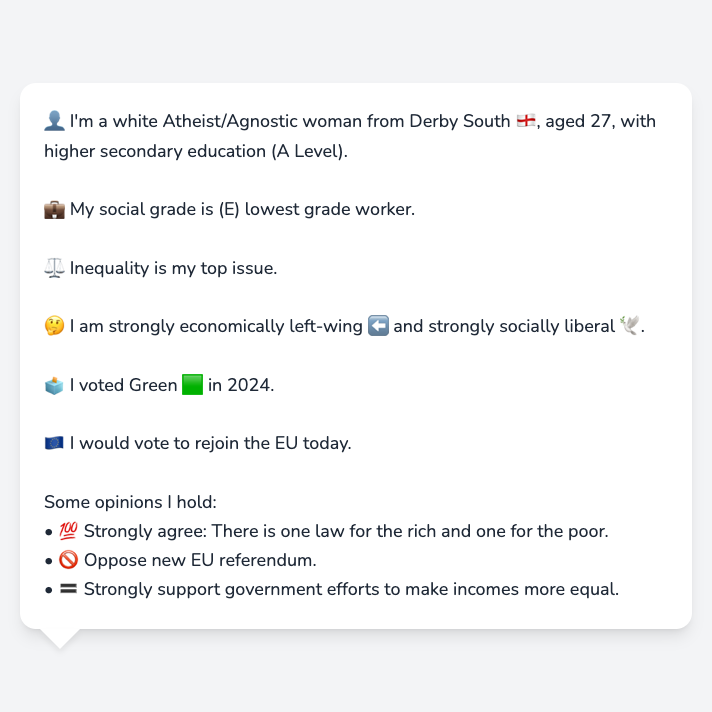 👤 I'm a white Atheist/Agnostic woman from Derby South 🏴󠁧󠁢󠁥󠁮󠁧󠁿, aged 27, with
higher secondary education (A Level).
💼 My social grade is (E) lowest grade worker.
⚖️ Inequality is my top issue.
🤔 I am strongly economically left-wing ⬅️ and strongly socially liberal 🕊️.
🗳️ I voted Green 🟩 in 2024.
🇪🇺 I would vote to rejoin the EU today.
Some opinions I hold:
• 💯 Strongly agree: There is one law for the rich and one for the poor.
• 🚫 Oppose new EU referendum.
• 🟰 Strongly support government efforts to make incomes more equal.